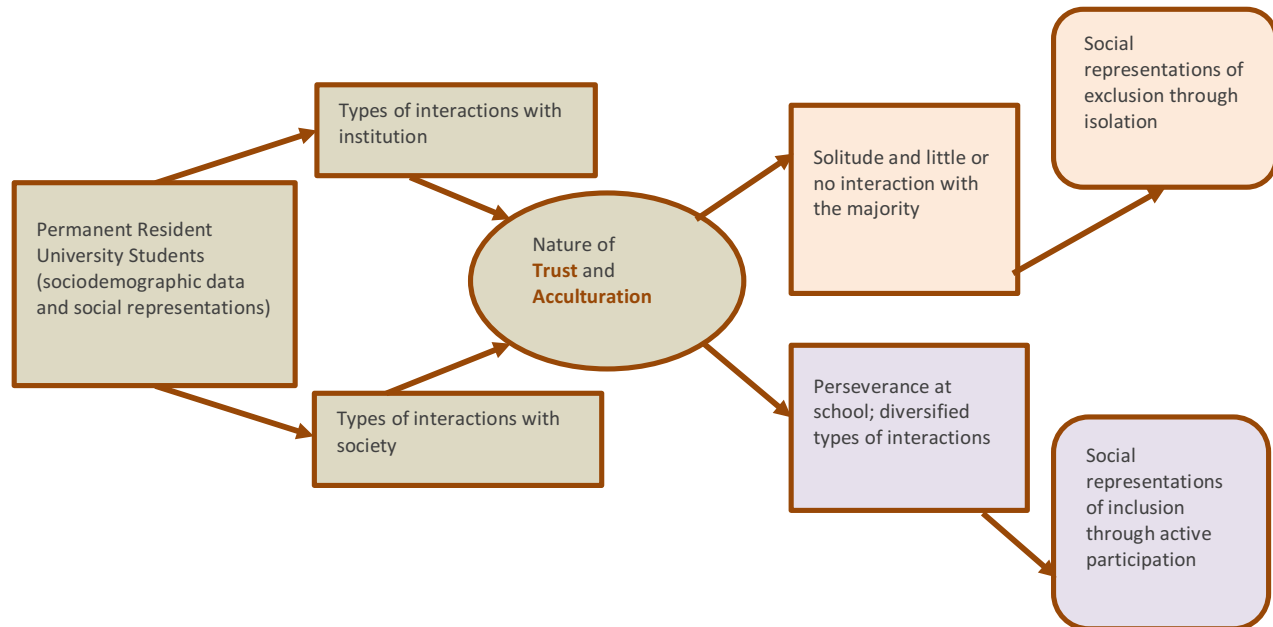 Permanent Resident
University Students
(sociodemographic data
and social representations)
Types of interactions with
institution
Types of interactions with
society
Nature of
Trust and
Acculturation
Solitude and little or
no interaction with
the majority
Social
representations of
exclusion through
isolation
Perseverance at
school; diversified
types of interactions
Social
representations
of inclusion
through active
participation